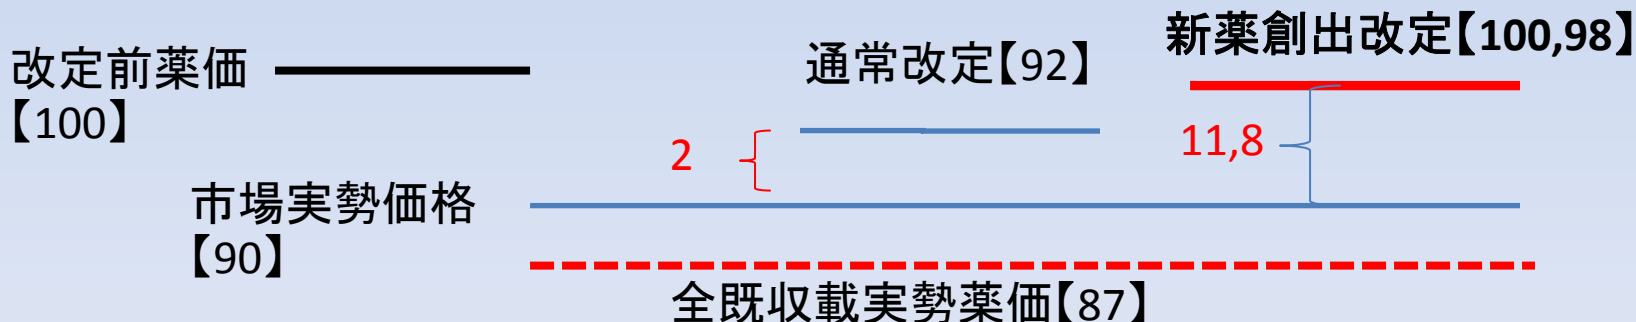 新薬創出改定【100,98】
改定前薬価
【100】
通常改定【92】
2
11,8
市場実勢価格
【90】
全既収載実勢薬価【87】